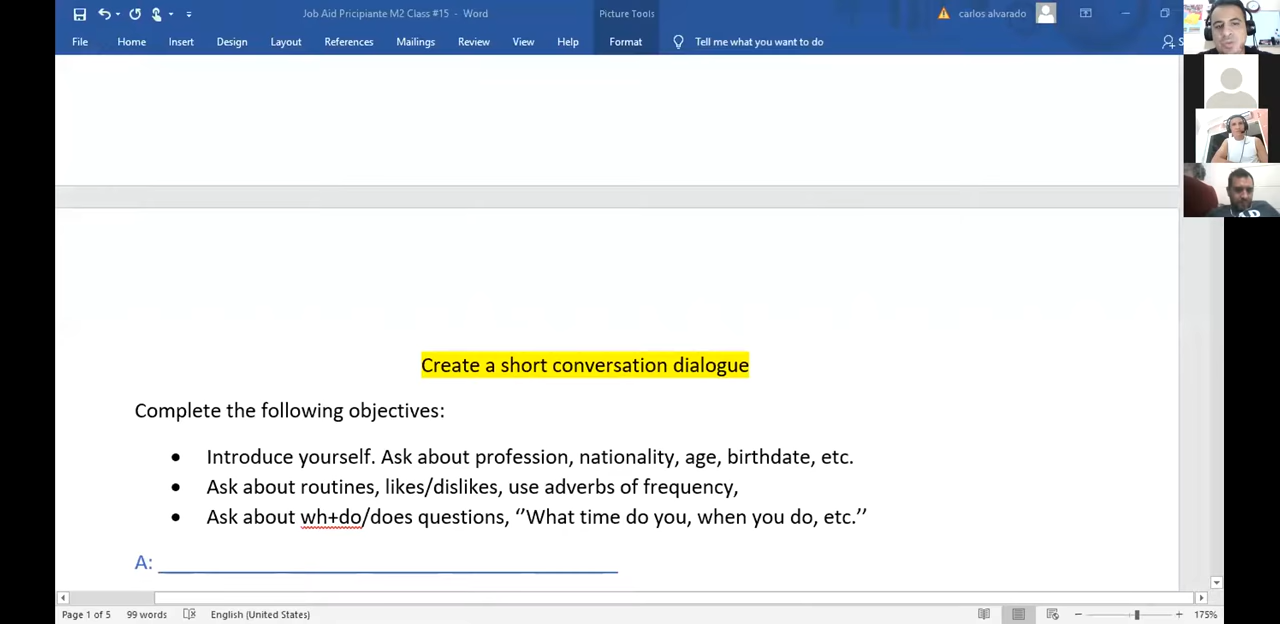 Job Aid Pricipiante M2 Class #15 - Word
Picture Tools
carlos alvarado
File Home Insert Design Layout References Mailings Review View Help Format Tell me what you want to do
Create a short conversation dialogue
Complete the following objectives:
• Introduce yourself. Ask about profession, nationality, age, birthdate, etc.
• Ask about routines, likes/dislikes, use adverbs of frequency,
• Ask about wh+do/does questions, ‘’What time do you, when you do, etc.’’
A: ____________________________________________
Page 1 of 5 99 words English (United States) 175%